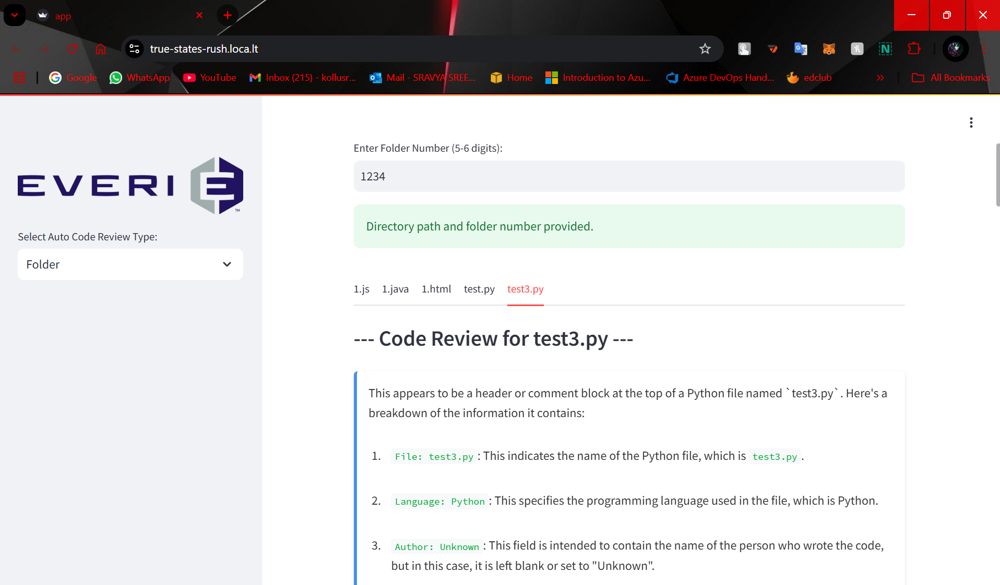 app
true-states-rush.loca.lt
Google
WhatsApp
YouTube
Inbox (215) - kollusr...
Mail - SRAVYA SREE...
Home
Introduction to Azu...
Azure DevOps Hand...
edclub
All Bookmarks
EVERI
TM
Select Auto Code Review Type:
Folder
Enter Folder Number (5-6 digits):
1234
Directory path and folder number provided.
1.js 1.java 1.html test.py test3.py
--- Code Review for test3.py ---
This appears to be a header or comment block at the top of a Python file named `test3.py`. Here's a
breakdown of the information it contains:
1. File: test3.py : This indicates the name of the Python file, which is test3.py .
2. Language: Python : This specifies the programming language used in the file, which is Python.
3. Author: Unknown : This field is intended to contain the name of the person who wrote the code,
but in this case, it is left blank or set to "Unknown".